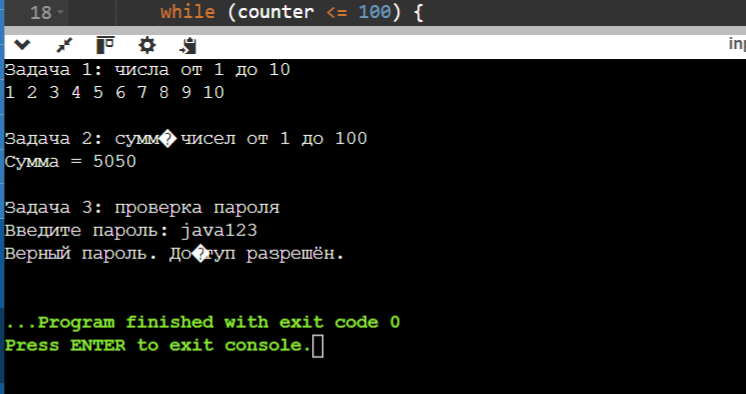 18
while (counter <= 100) {
inp
Задача 1: числа от 1 до 10
1 2 3 4 5 6 7 8 9 10
Задача 2: сумм� чисел от 1 до 100
Сумма = 5050
Задача 3: проверка пароля
Введите пароль: java123
Верный пароль. До�туп разрешён.
...Program finished with exit code 0
Press ENTER to exit console.